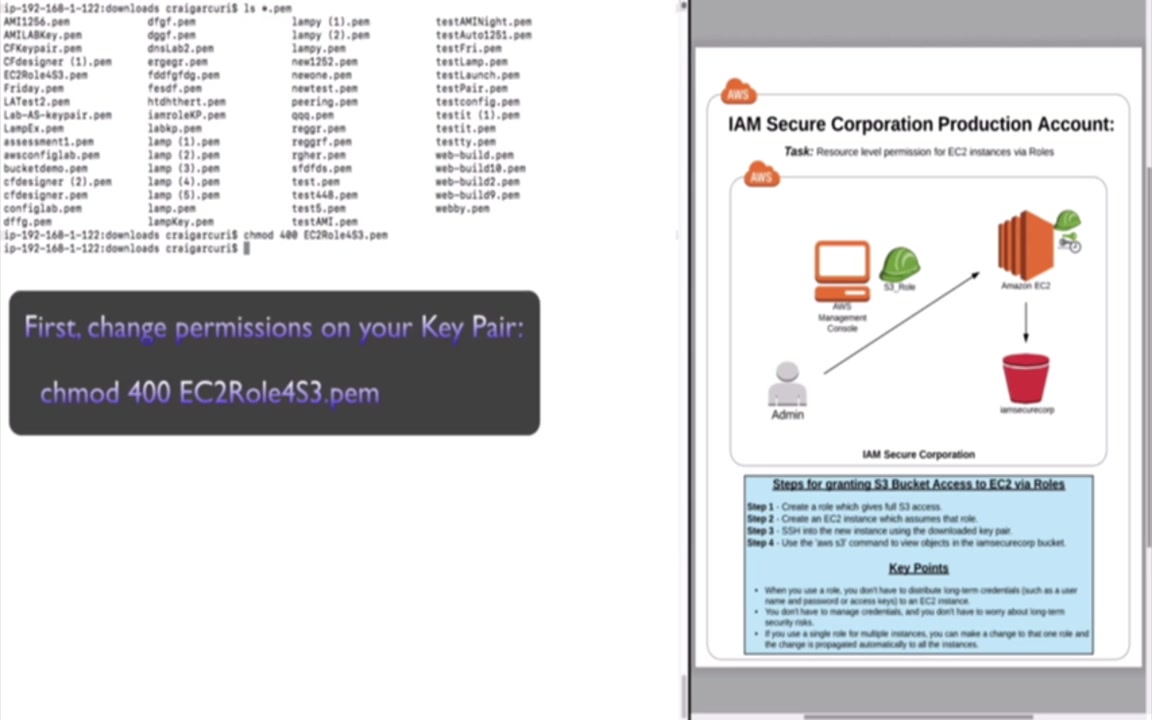 ip-192-168-1-122:downloads craigarcuri$ ls *.pem
AMI1256.pem dfgf.pem lampy (1).pem testAMINight.pem
AMILABKey.pem dggf.pem lampy (2).pem testAuto1251.pem
CFKeypair.pem dnsLab2.pem lampy.pem testFri.pem
CFdesigner (1).pem ergegr.pem new1252.pem testLamp.pem
EC2Role4S3.pem fddfgfdg.pem newone.pem testLaunch.pem
Friday.pem fesdf.pem newtest.pem testPair.pem
LATest2.pem htdhthert.pem peering.pem testconfig.pem
Lab-AS-keypair.pem iamroleKP.pem qqq.pem testit (1).pem
LampEx.pem labkp.pem reggr.pem testit.pem
assessment1.pem lamp (1).pem reggrf.pem testty.pem
awsconfiglab.pem lamp (2).pem rgher.pem web-build.pem
bucketdemo.pem lamp (3).pem sfdfds.pem web-build10.pem
cfdesigner (2).pem lamp (4).pem test.pem web-build2.pem
cfdesigner.pem lamp (5).pem test448.pem web-build9.pem
configlab.pem lamp.pem test5.pem webby.pem
dffg.pem lampKey.pem testAMI.pem
ip-192-168-1-122:downloads craigarcuri$ chmod 400 EC2Role4S3.pem
ip-192-168-1-122:downloads craigarcuri$
First, change permissions on your Key Pair:
chmod 400 EC2Role4S3.pem
AWS
IAM Secure Corporation Production Account:
Task: Resource level permission for EC2 instances via Roles
AWS
S3_Role
AWS
Management
Console
Amazon EC2
Admin
iamsecurecorp
IAM Secure Corporation
Steps for granting S3 Bucket Access to EC2 via Roles
Step 1 - Create a role which gives full S3 access.
Step 2 - Create an EC2 instance which assumes that role.
Step 3 - SSH into the new instance using the downloaded key pair.
Step 4 - Use the 'aws s3' command to view objects in the iamsecurecorp bucket.
Key Points
• When you use a role, you don't have to distribute long-term credentials (such as a user
name and password or access keys) to an EC2 instance.
• You don't have to manage credentials, and you don't have to worry about long-term
security risks.
• If you use a single role for multiple instances, you can make a change to that one role and
the change is propagated automatically to all the instances.